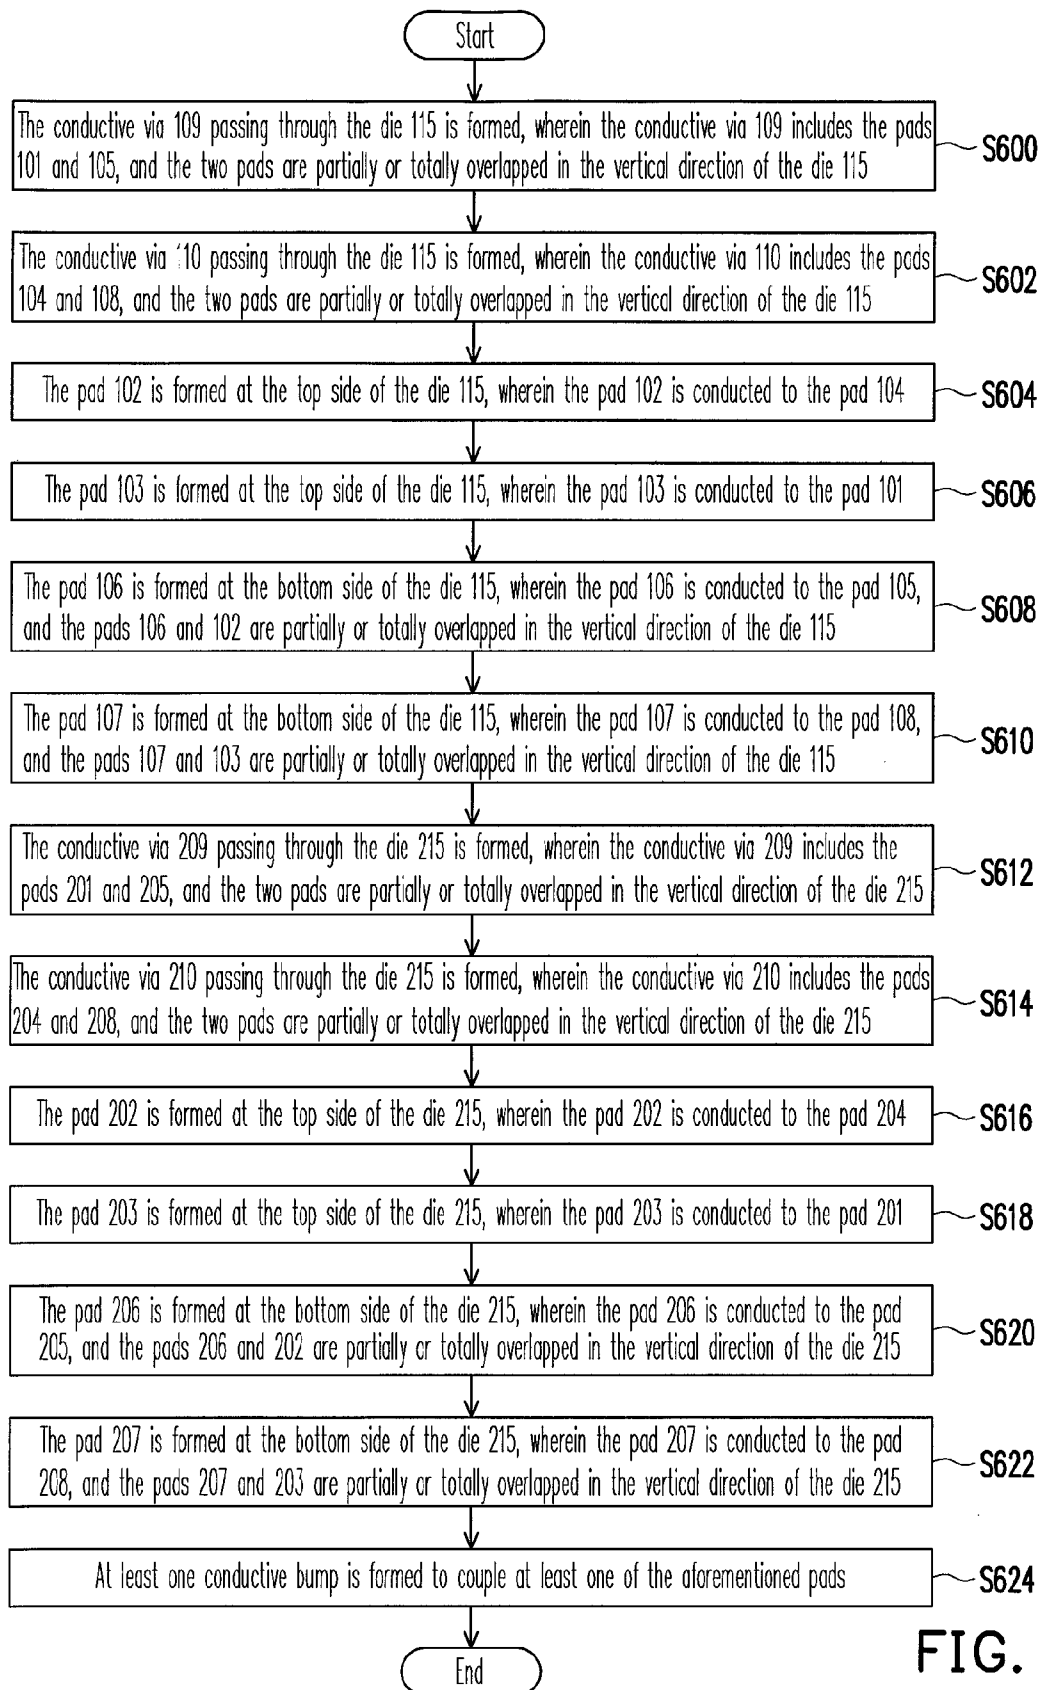 Start
The conductive via 109 passing through the die 115 is formed, wherein the conductive via 109 includes the pads
101 and 105, and the two pads are partially or totally overlapped in the vertical direction of the die 115
S600
The conductive via 110 passing through the die 115 is formed, wherein the conductive via 110 includes the pads
104 and 108, and the two pads are partially or totally overlapped in the vertical direction of the die 115
S602
The pad 102 is formed at the top side of the die 115, wherein the pad 102 is conducted to the pad 104
S604
The pad 103 is formed at the top side of the die 115, wherein the pad 103 is conducted to the pad 101
S606
The pad 106 is formed at the bottom side of the die 115, wherein the pad 106 is conducted to the pad 105,
and the pads 106 and 102 are partially or totally overlapped in the vertical direction of the die 115
S608
The pad 107 is formed at the bottom side of the die 115, wherein the pad 107 is conducted to the pad 108,
and the pads 107 and 103 are partially or totally overlapped in the vertical direction of the die 115
S610
The conductive via 209 passing through the die 215 is formed, wherein the conductive via 209 includes the
pads 201 and 205, and the two pads are partially or totally overlapped in the vertical direction of the die 215
S612
The conductive via 210 passing through the die 215 is formed, wherein the conductive via 210 includes the pads
204 and 208, and the two pads are partially or totally overlapped in the vertical direction of the die 215
S614
The pad 202 is formed at the top side of the die 215, wherein the pad 202 is conducted to the pad 204
S616
The pad 203 is formed at the top side of the die 215, wherein the pad 203 is conducted to the pad 201
S618
The pad 206 is formed at the bottom side of the die 215, wherein the pad 206 is conducted to the pad
205, and the pads 206 and 202 are partially or totally overlapped in the vertical direction of the die 215
S620
The pad 207 is formed at the bottom side of the die 215, wherein the pad 207 is conducted to the pad
208, and the pads 207 and 203 are partially or totally overlapped in the vertical direction of the die 215
S622
At least one conductive bump is formed to couple at least one of the aforementioned pads
S624
End
FIG.